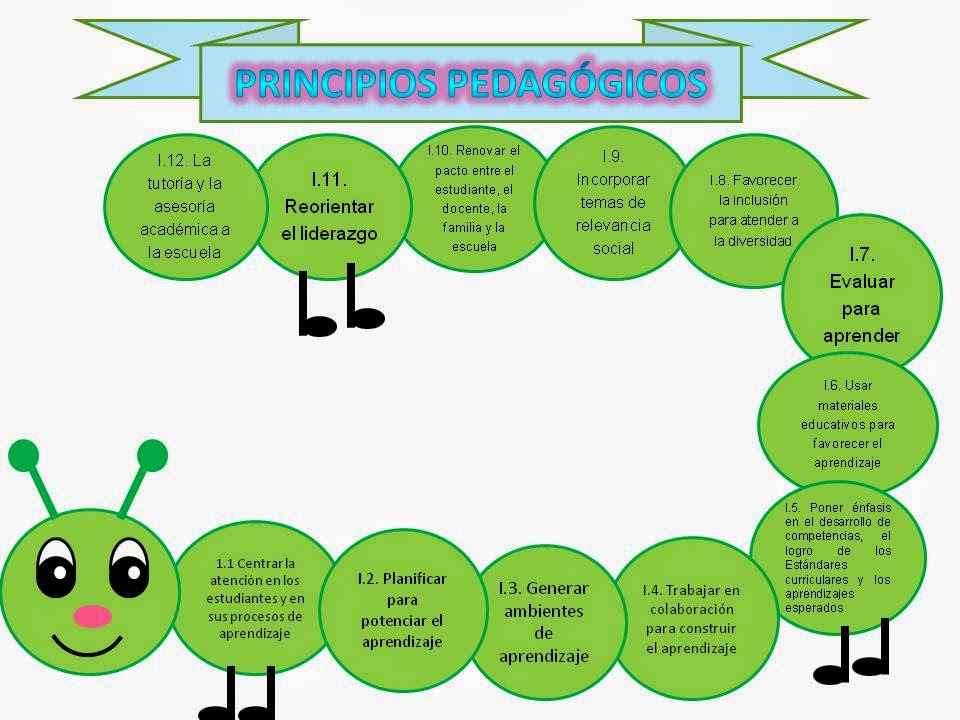 PRINCIPIOS PEDAGÓGICOS
1.1 Centrar la
atención en los
estudiantes y en
sus procesos de
aprendizaje
I.2. Planificar
para
potenciar el
aprendizaje
I.3. Generar
ambientes
de
aprendizaje
I.4. Trabajar en
colaboración
para construir
el aprendizaje
I.5. Poner énfasis
en el desarrollo de
competencias, el
logro de los
Estándares
curriculares y los
aprendizajes
esperados
I.6. Usar
materiales
educativos para
favorecer el
aprendizaje
I.7.
Evaluar
para
aprender
I.8. Favorecer
la inclusión
para atender a
la diversidad
I.9.
Incorporar
temas de
relevancia
social
I.10. Renovar el
pacto entre el
estudiante, el
docente, la
familia y la
escuela
I.11.
Reorientar
el liderazgo
I.12. La
tutoría y la
asesoría
académica a
la escuela